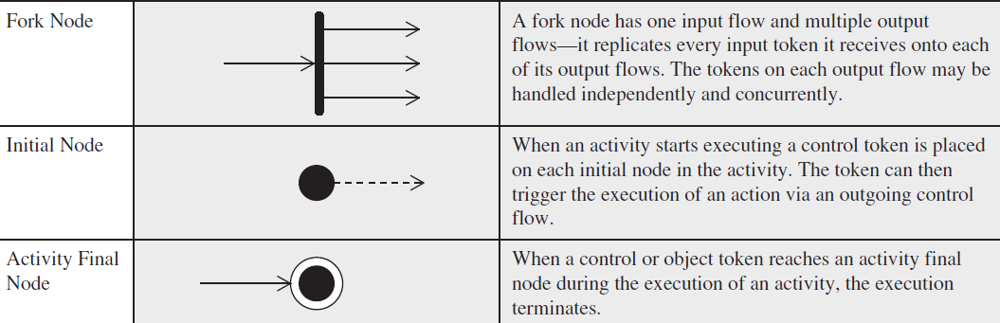 Fork Node
A fork node has one input flow and multiple output
flows—it replicates every input token it receives onto each
of its output flows. The tokens on each output flow may be
handled independently and concurrently.
Initial Node
When an activity starts executing a control token is placed
on each initial node in the activity. The token can then
trigger the execution of an action via an outgoing control
flow.
Activity Final
Node
When a control or object token reaches an activity final
node during the execution of an activity, the execution
terminates.